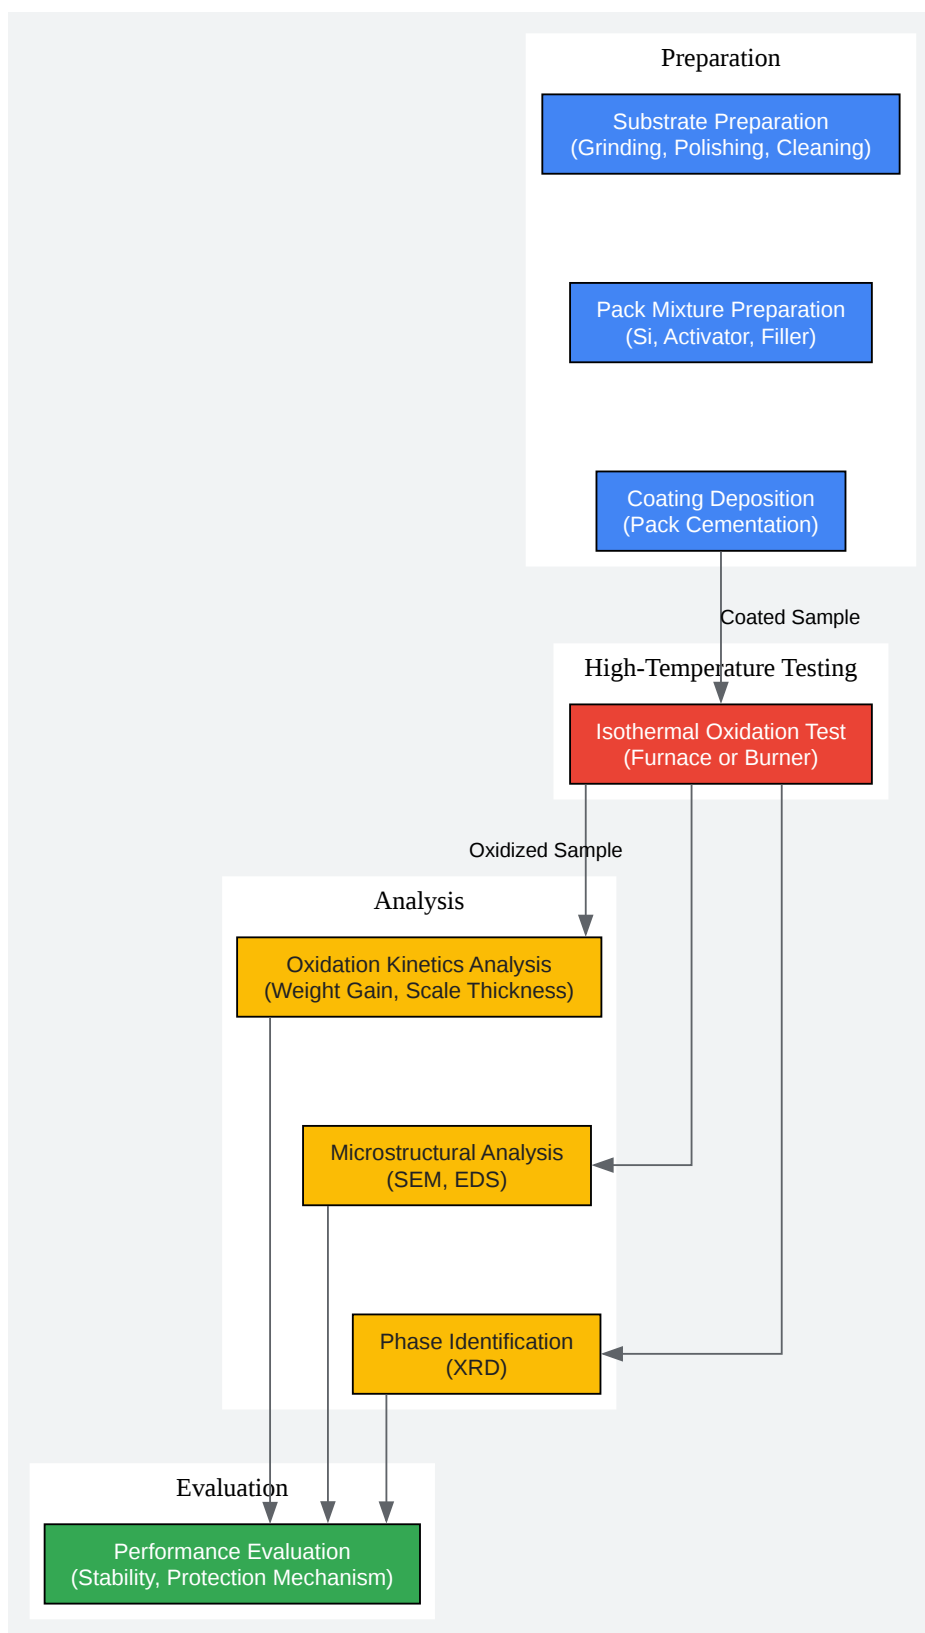 Preparation
Substrate Preparation
(Grinding, Polishing, Cleaning)
Pack Mixture Preparation
(Si, Activator, Filler)
Coating Deposition
(Pack Cementation)
Coated Sample
High-Temperature Testing
Isothermal Oxidation Test
(Furnace or Burner)
Oxidized Sample
Analysis
Oxidation Kinetics Analysis
(Weight Gain, Scale Thickness)
Microstructural Analysis
(SEM, EDS)
Phase Identification
(XRD)
Evaluation
Performance Evaluation
(Stability, Protection Mechanism)